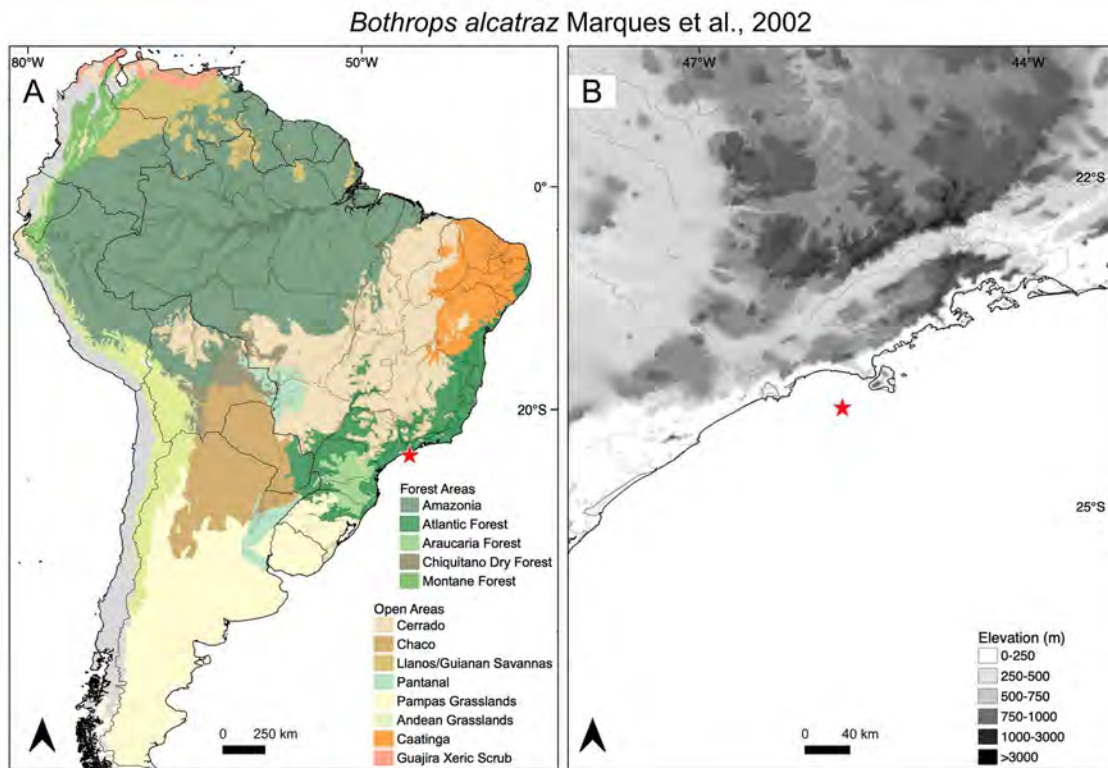 Bothrops alcatraz Marques et al., 2002
A
80°W
50°W
0°
20°S
Forest Areas
Amazonia
Atlantic Forest
Araucaria Forest
Chiquitano Dry Forest
Montane Forest
Open Areas
Cerrado
Chaco
Llanos/Guianan Savannas
Pantanal
Pampas Grasslands
Andean Grasslands
Caatinga
Guajira Xeric Scrub
0 250 km
B
47°W
44°W
22°S
25°S
Elevation (m)
0-250
250-500
500-750
750-1000
1000-3000
>3000
0 40 km